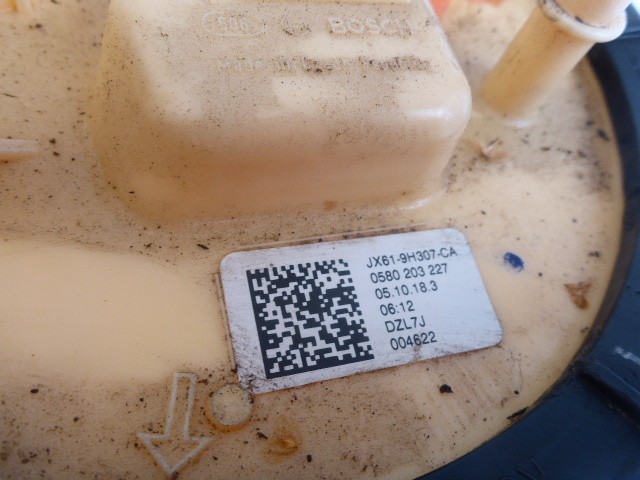 BOSCH
JX61-9H307-CA
0580 203 227
05.10.18.3
06:12
DZL7J
004622